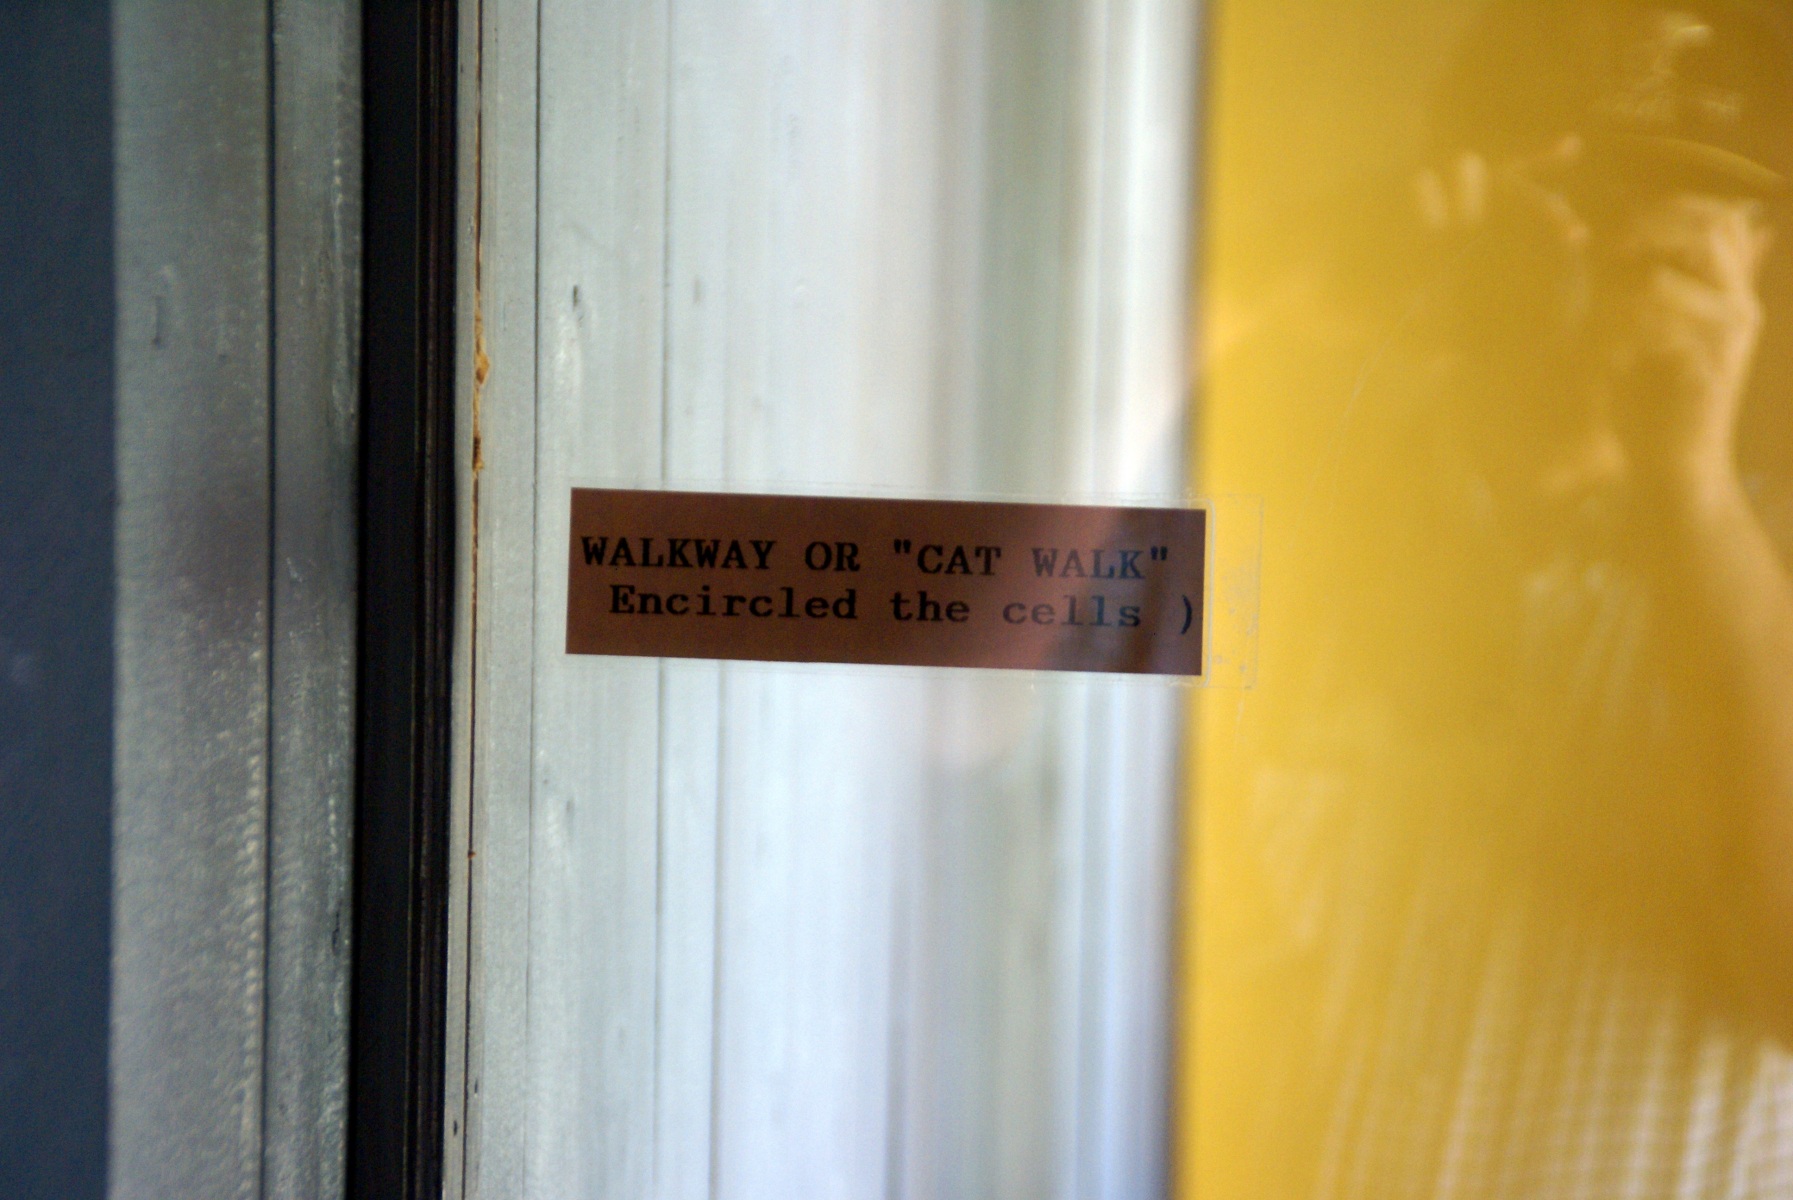 WALKWAY OR "CAT WALK"
Encircled the cells )